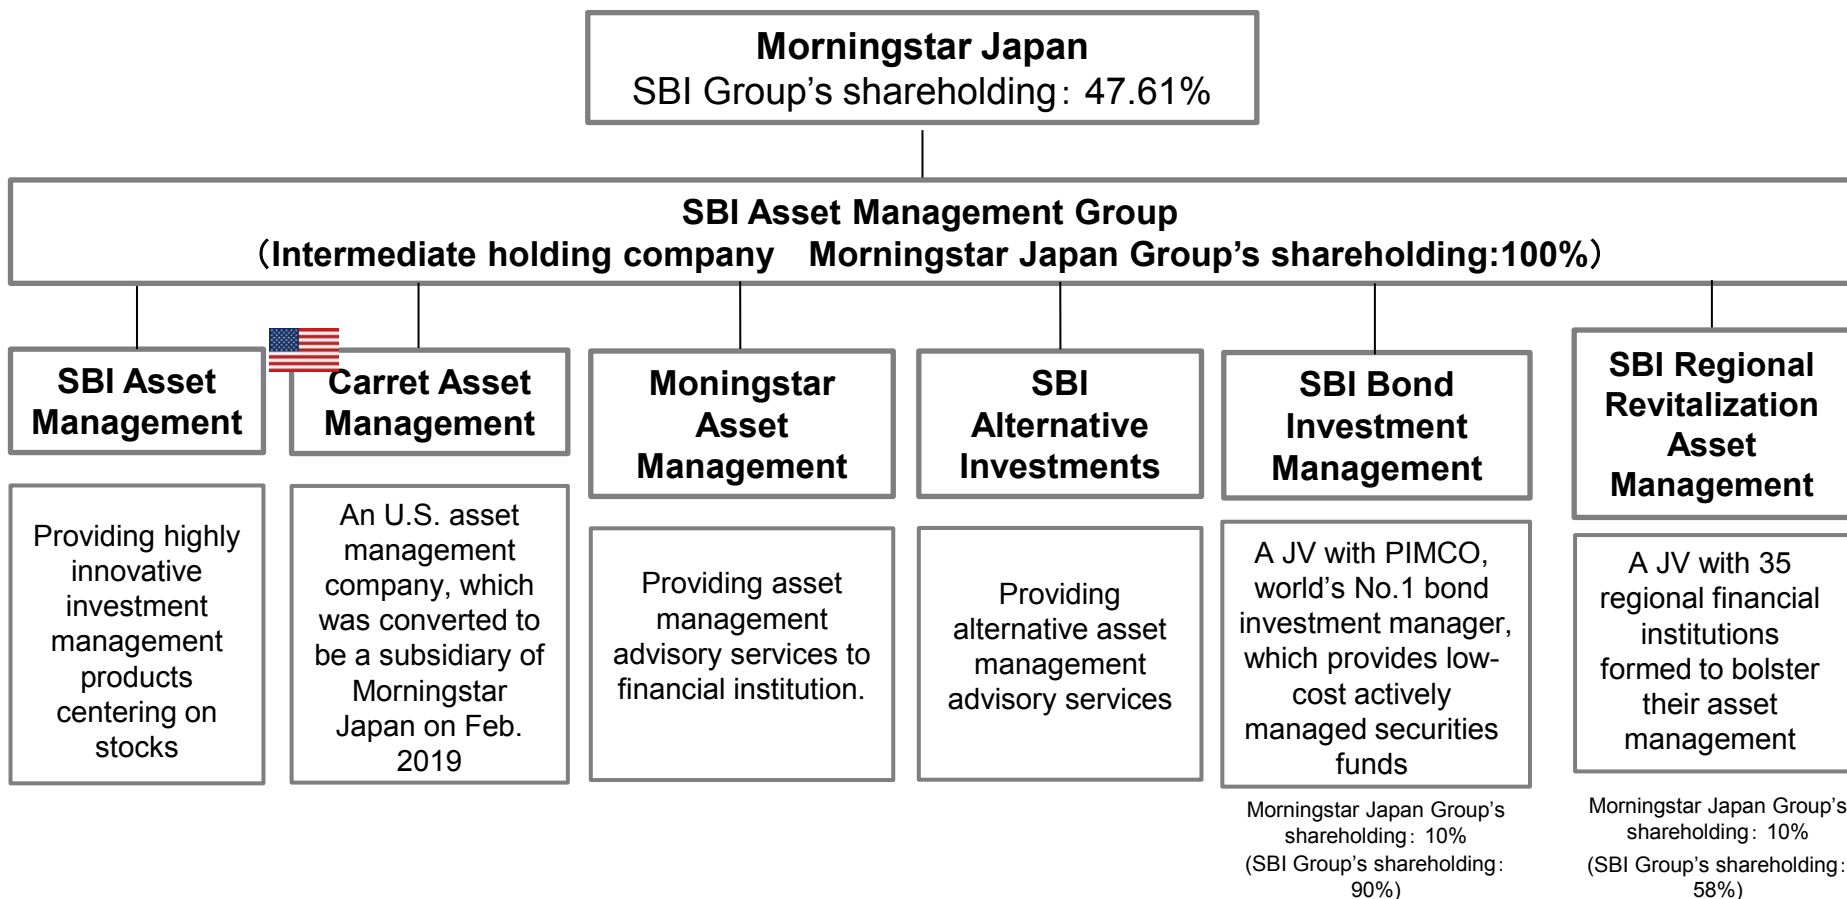 Morningstar Japan
SBI Group’s shareholding：47.61%
SBI Asset Management Group
（Intermediate holding company　Morningstar Japan Group’s shareholding:100%）
SBI Asset
Management
Carret Asset
Management
Moningstar
Asset
Management
SBI
Alternative
Investments
SBI Bond
Investment
Management
SBI Regional
Revitalization
Asset
Management
Providing highly
innovative
investment
management
products
centering on
stocks
An U.S. asset
management
company, which
was converted to
be a subsidiary of
Morningstar
Japan on Feb.
2019
Providing asset
management
advisory services to
financial institution.
Providing
alternative asset
management
advisory services
A JV with PIMCO,
world’s No.1 bond
investment manager,
which provides low-
cost actively
managed securities
funds
A JV with 35
regional financial
institutions
formed to bolster
their asset
management
Morningstar Japan Group’s
shareholding：10%
(SBI Group’s shareholding：
90%)
Morningstar Japan Group’s
shareholding：10%
(SBI Group’s shareholding：
58%)